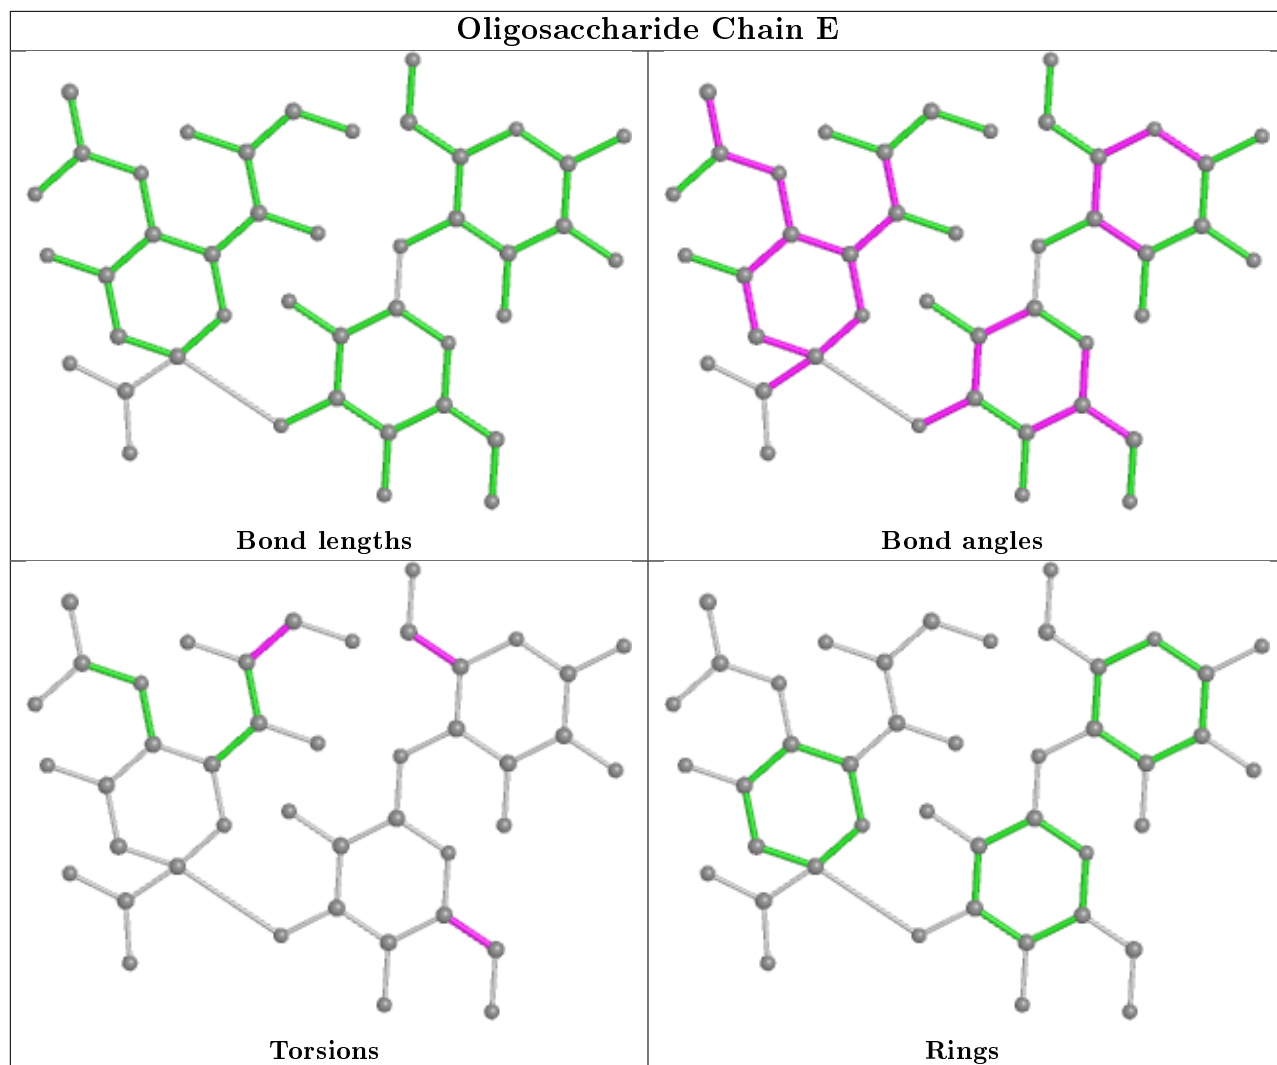 Oligosaccharide Chain E
Bond lengths
Bond angles
Torsions
Rings